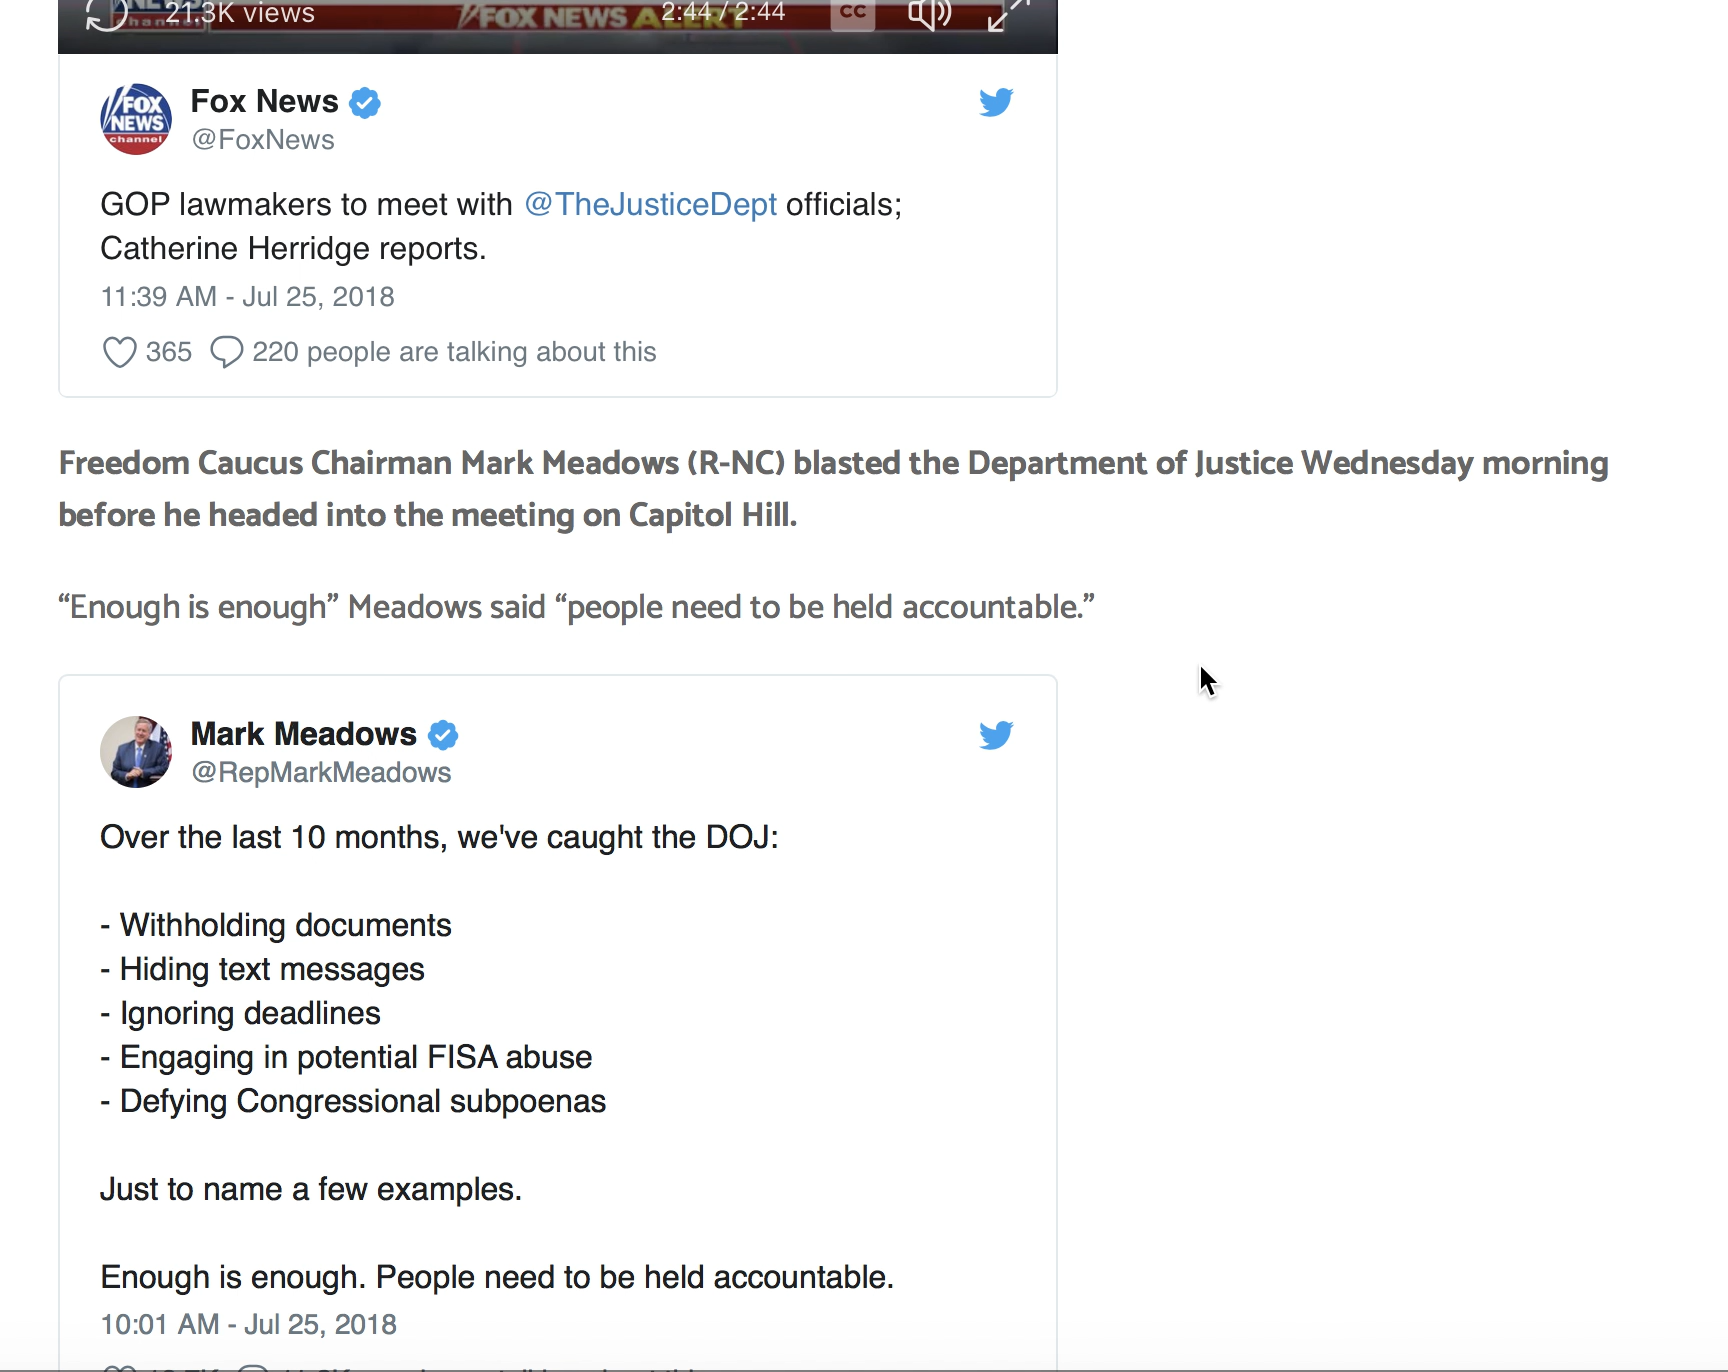 21.3K views
FOX NEWS ALERT
2:44 / 2:44
CC
FOX
NEWS
channel
Fox News
@FoxNews
GOP lawmakers to meet with @TheJusticeDept officials;
Catherine Herridge reports.
11:39 AM - Jul 25, 2018
365 220 people are talking about this
Freedom Caucus Chairman Mark Meadows (R-NC) blasted the Department of Justice Wednesday morning
before he headed into the meeting on Capitol Hill.
“Enough is enough” Meadows said “people need to be held accountable.”
Mark Meadows
@RepMarkMeadows
Over the last 10 months, we've caught the DOJ:
- Withholding documents
- Hiding text messages
- Ignoring deadlines
- Engaging in potential FISA abuse
- Defying Congressional subpoenas
Just to name a few examples.
Enough is enough. People need to be held accountable.
10:01 AM - Jul 25, 2018